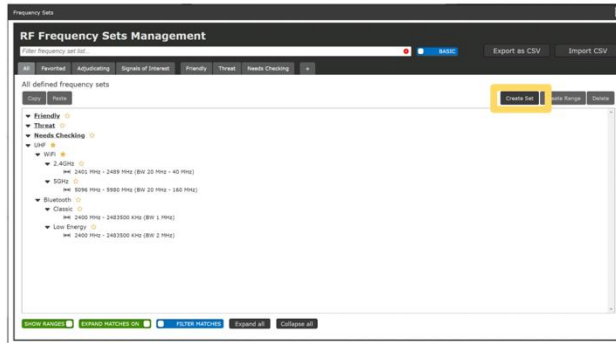 Frequency Sets
RF Frequency Sets Management
Filter frequency set list...
BASIC
Export as CSV
Import CSV
All
Favorited
Adjudicating
Signals of Interest
Friendly
Threat
Needs Checking
+
All defined frequency sets
Copy
Paste
Create Set
Range
Delete
Friendly
Threat
Needs Checking
UHF
WiFi
2.4GHz
2401 MHz - 2489 MHz (BW 20 MHz - 40 MHz)
5GHz
5096 MHz - 5980 MHz (BW 20 MHz - 160 MHz)
Bluetooth
Classic
2400 MHz - 2483500 KHz (BW 1 MHz)
Low Energy
2400 MHz - 2483500 KHz (BW 2 MHz)
SHOW RANGES
EXPAND MATCHES ON
FILTER MATCHES
Expand all
Collapse all